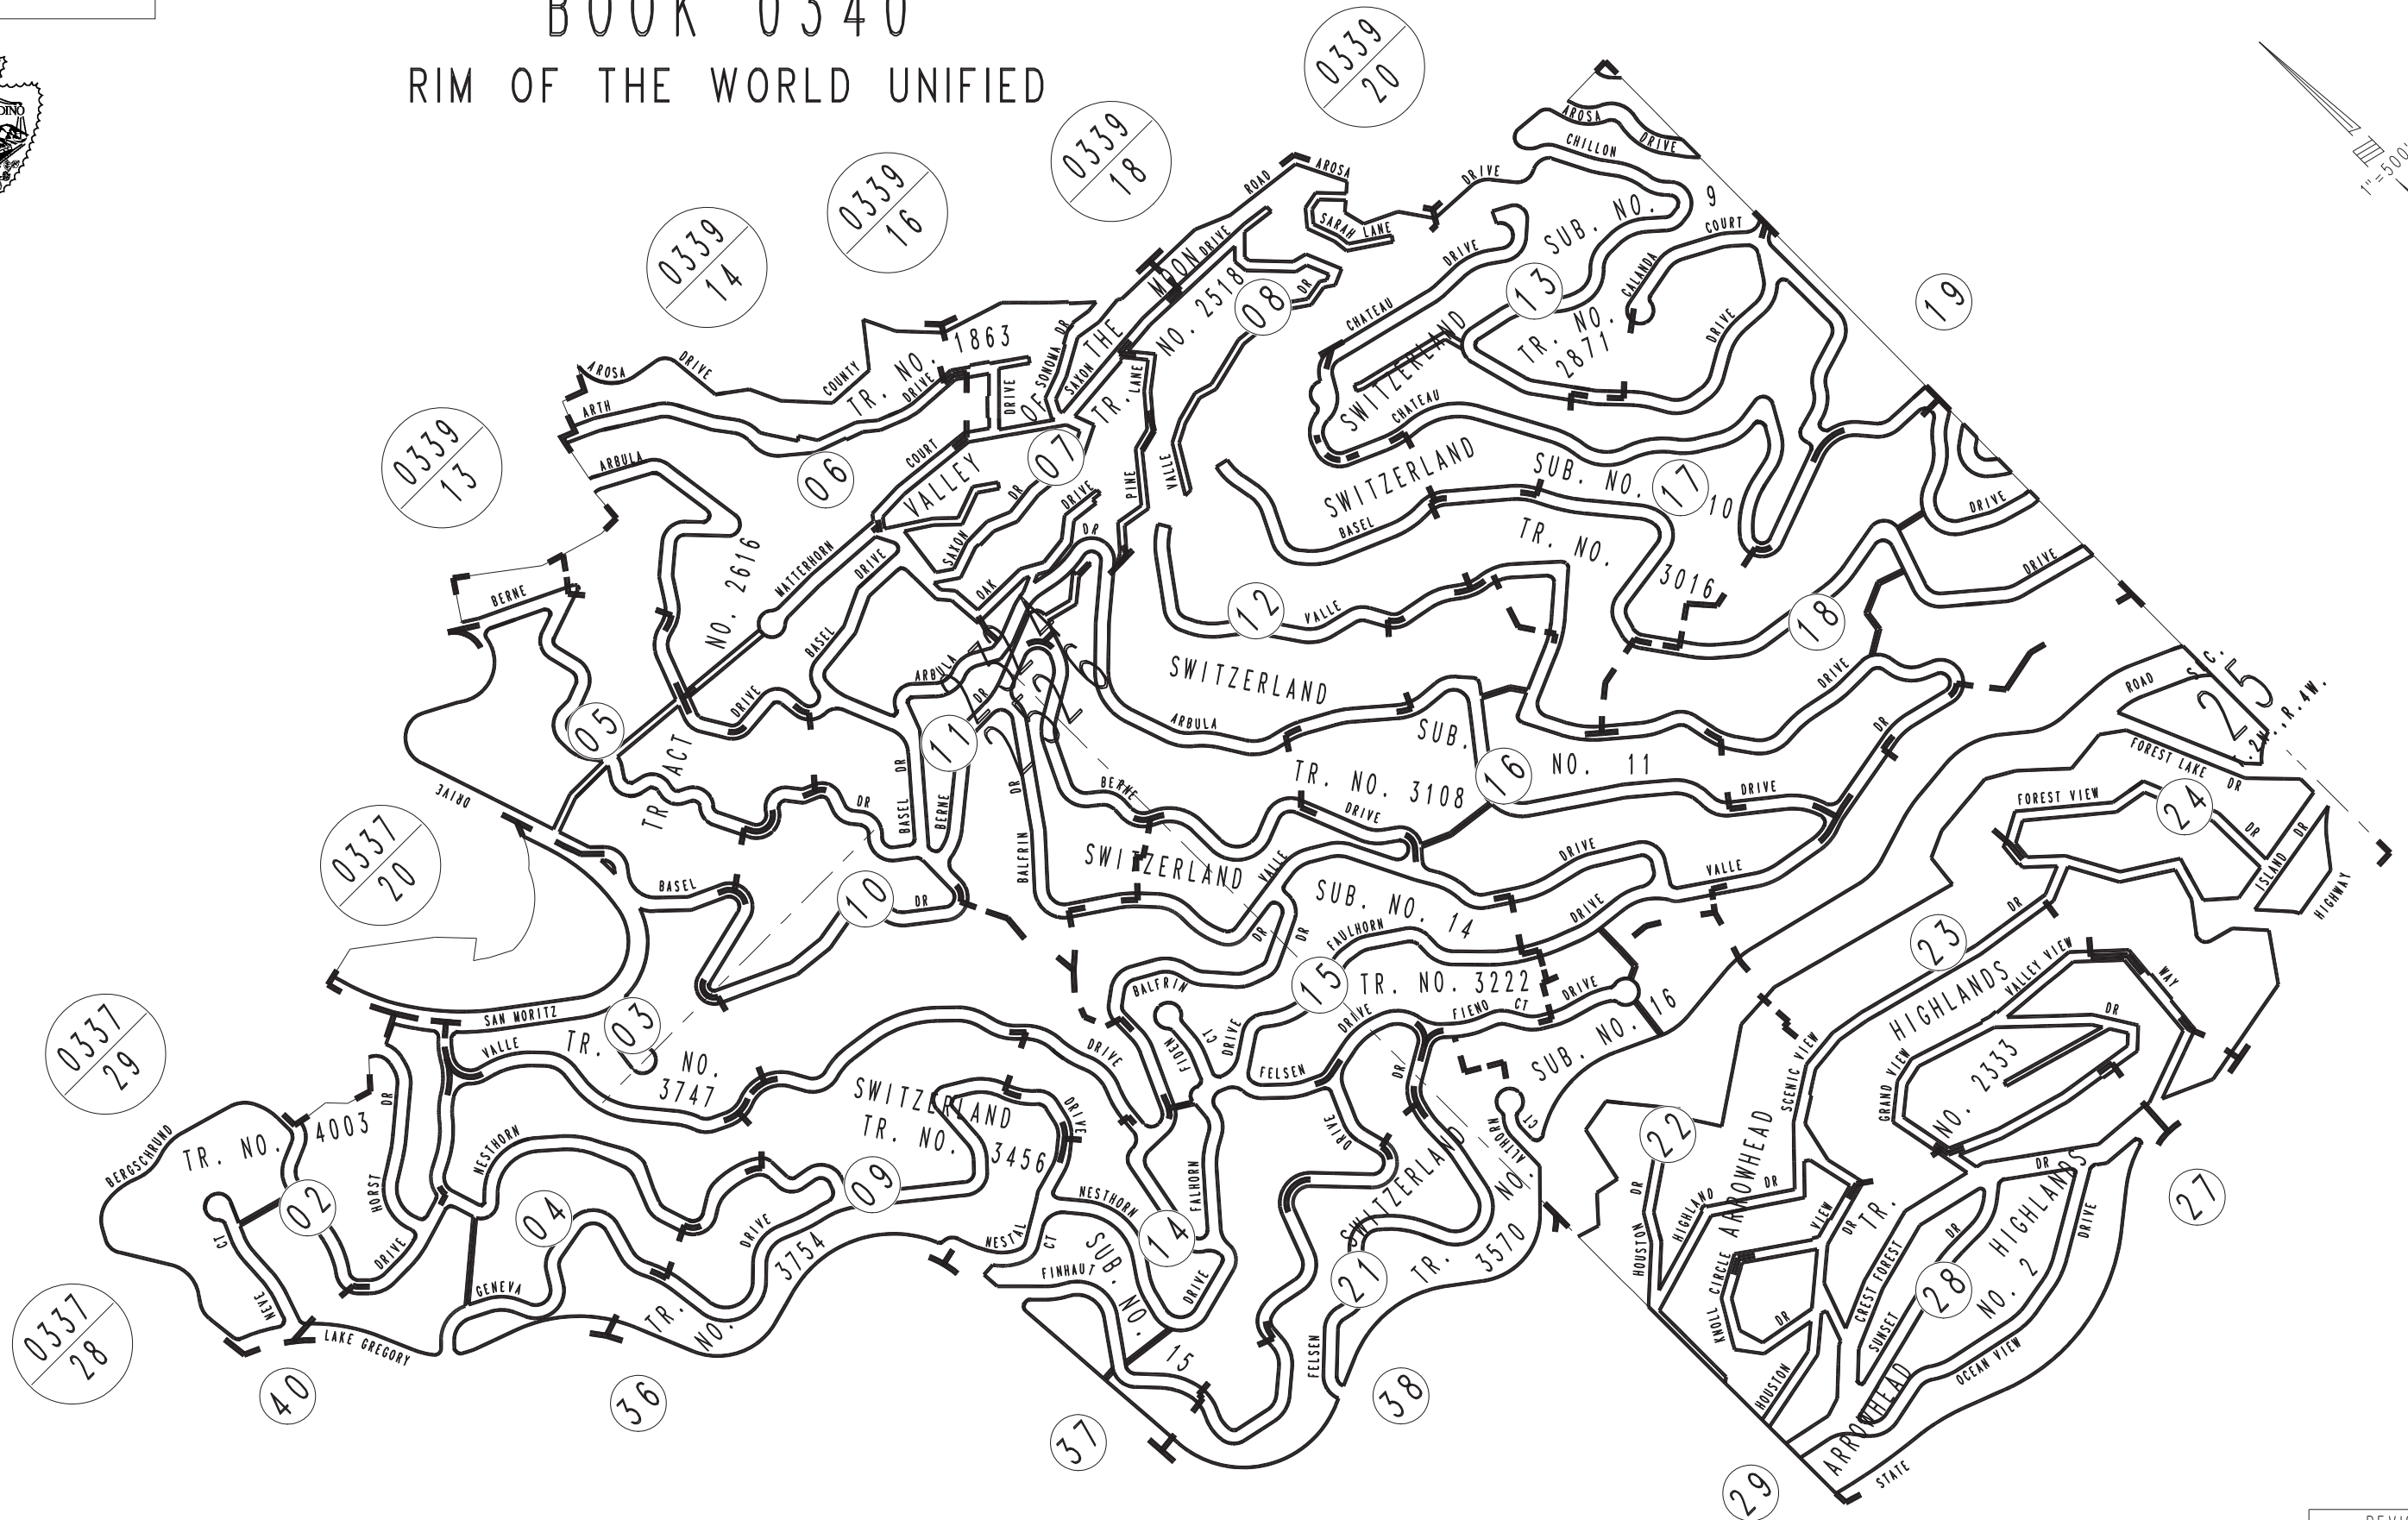 BOOK 0340
RIM OF THE WORLD UNIFIED
0339
20
0339
18
0339
16
0339
14
0339
13
0337
20
0337
29
0337
28
1"=500'
AROSA
DRIVE
CHILLON
9
SUB. NO.
COURT
CALANDA
13
TR. NO.
2871
DRIVE
19
ROAD
AROSA
DRIVE
SARAH LANE
DRIVE
CHATEAU
SWITZERLAND
CHATEAU
MOON
DRIVE
THE
OF
VALLEY
TR. NO. 2518
08
DR
SONOMA DR
SAXON
1863
TR. NO.
AROSA
DRIVE
COUNTY
DRIVE
ARTH
DRIVE
LANE
PINE
VALLE
06
07
COURT
ARBULA
NO. 2616
MATTERHORN
SAXON
DR
DRIVE
OAK
DR
DRIVE
BASEL
ARBULA
DR
BERNE
DRIVE
05
TRACT
DRIVE
BASEL
DR
BERNE
DR
11
BALFRIN
DR
BERNE
SWITZERLAND
BASEL
SUB. NO.
17
10
TR. NO.
3016
DRIVE
DRIVE
18
12
VALLE
SWITZERLAND
ARBULA
SUB.
16
NO. 11
DRIVE
DR
TR. NO. 3108
DRIVE
DRIVE
SWITZERLAND
VALLE
SUB. NO. 14
DRIVE
VALLE
DRIVE
FAULHORN
DR
DR
15
TR. NO. 3222
BALFRIN
FIENO
CT
DRIVE
SUB. NO. 16
FIDEN
CT
DRIVE
FELSEN
DRIVE
DR
DRIVE
ALTHORN
CT
SWITZERLAND
NO.
21
TR. 3570
FELSEN
SEC.
25
R.4W.
ROAD
FOREST LAKE
DR
FOREST VIEW
24
DR
ISLAND
DR
HIGHWAY
23
DR
HIGHLANDS
VALLEY VIEW
WAY
DR
GRAND VIEW
NO. 2333
SCENIC VIEW
ARROWHEAD
22
HOUSTON
DR
HIGHLAND
DR
VIEW
DR
TR.
KNOLL CIRCLE
DR
HOUSTON
CREST FOREST
DR
SUNSET
28
HIGHLANDS
NO. 2
DR
DRIVE
OCEAN VIEW
ARROWHEAD
STATE
27
29
BASEL
10
DR
SAN MORITZ
VALLE
TR.
03
NO.
3747
DRIVE
SWITZERLAND
TR. NO.
3456
DRIVE
BERGSCHRUND
TR. NO.
4003
DR
HORST
NESTHORN
02
CT
DRIVE
NEVE
LAKE GREGORY
04
GENEVA
09
DRIVE
3754
TR.
NO.
NESTAL
CT
NESTHORN
FALHORN
14
DRIVE
FINHAUT
SUB. NO.
15
40
36
37
38